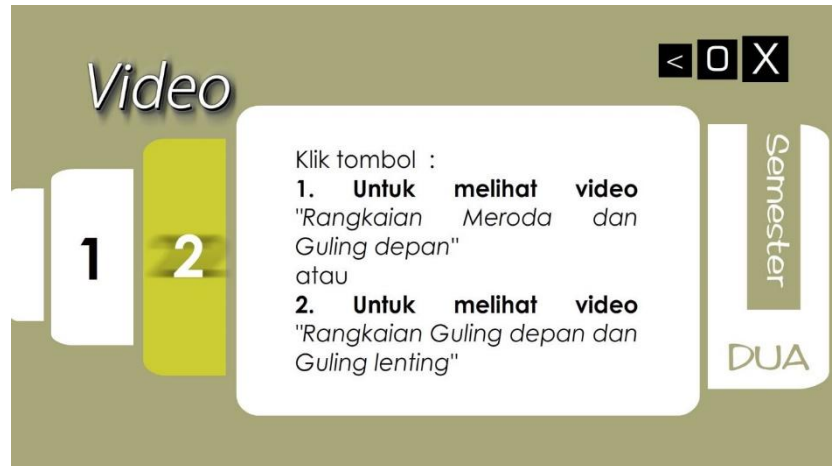 Video
< O X
1
2
Klik tombol :
1. Untuk melihat video
"Rangkaian Meroda dan
Guling depan"
atau
2. Untuk melihat video
"Rangkaian Guling depan dan
Guling lenting"
Semester
DUA